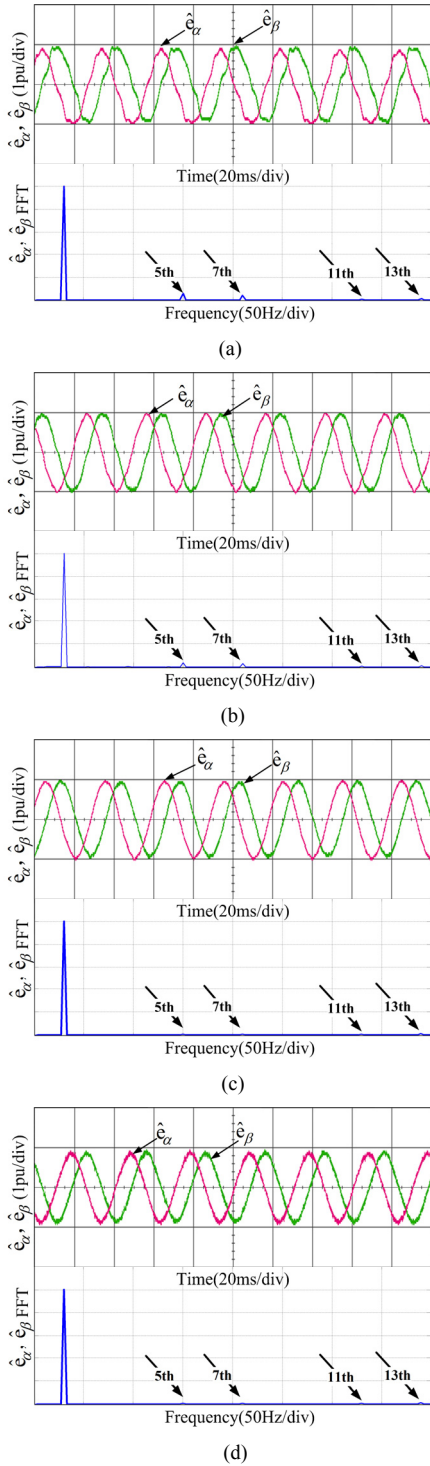 ê_α
ê_β
ê_α, ê_β (1pu/div)
Time(20ms/div)
ê_α, ê_β FFT
5th
7th
11th
13th
Frequency(50Hz/div)
(a)
ê_α
ê_β
ê_α, ê_β (1pu/div)
Time(20ms/div)
ê_α, ê_β FFT
5th
7th
11th
13th
Frequency(50Hz/div)
(b)
ê_α
ê_β
ê_α, ê_β (1pu/div)
Time(20ms/div)
ê_α, ê_β FFT
5th
7th
11th
13th
Frequency(50Hz/div)
(c)
ê_α
ê_β
ê_α, ê_β (1pu/div)
Time(20ms/div)
ê_α, ê_β FFT
5th
7th
11th
13th
Frequency(50Hz/div)
(d)